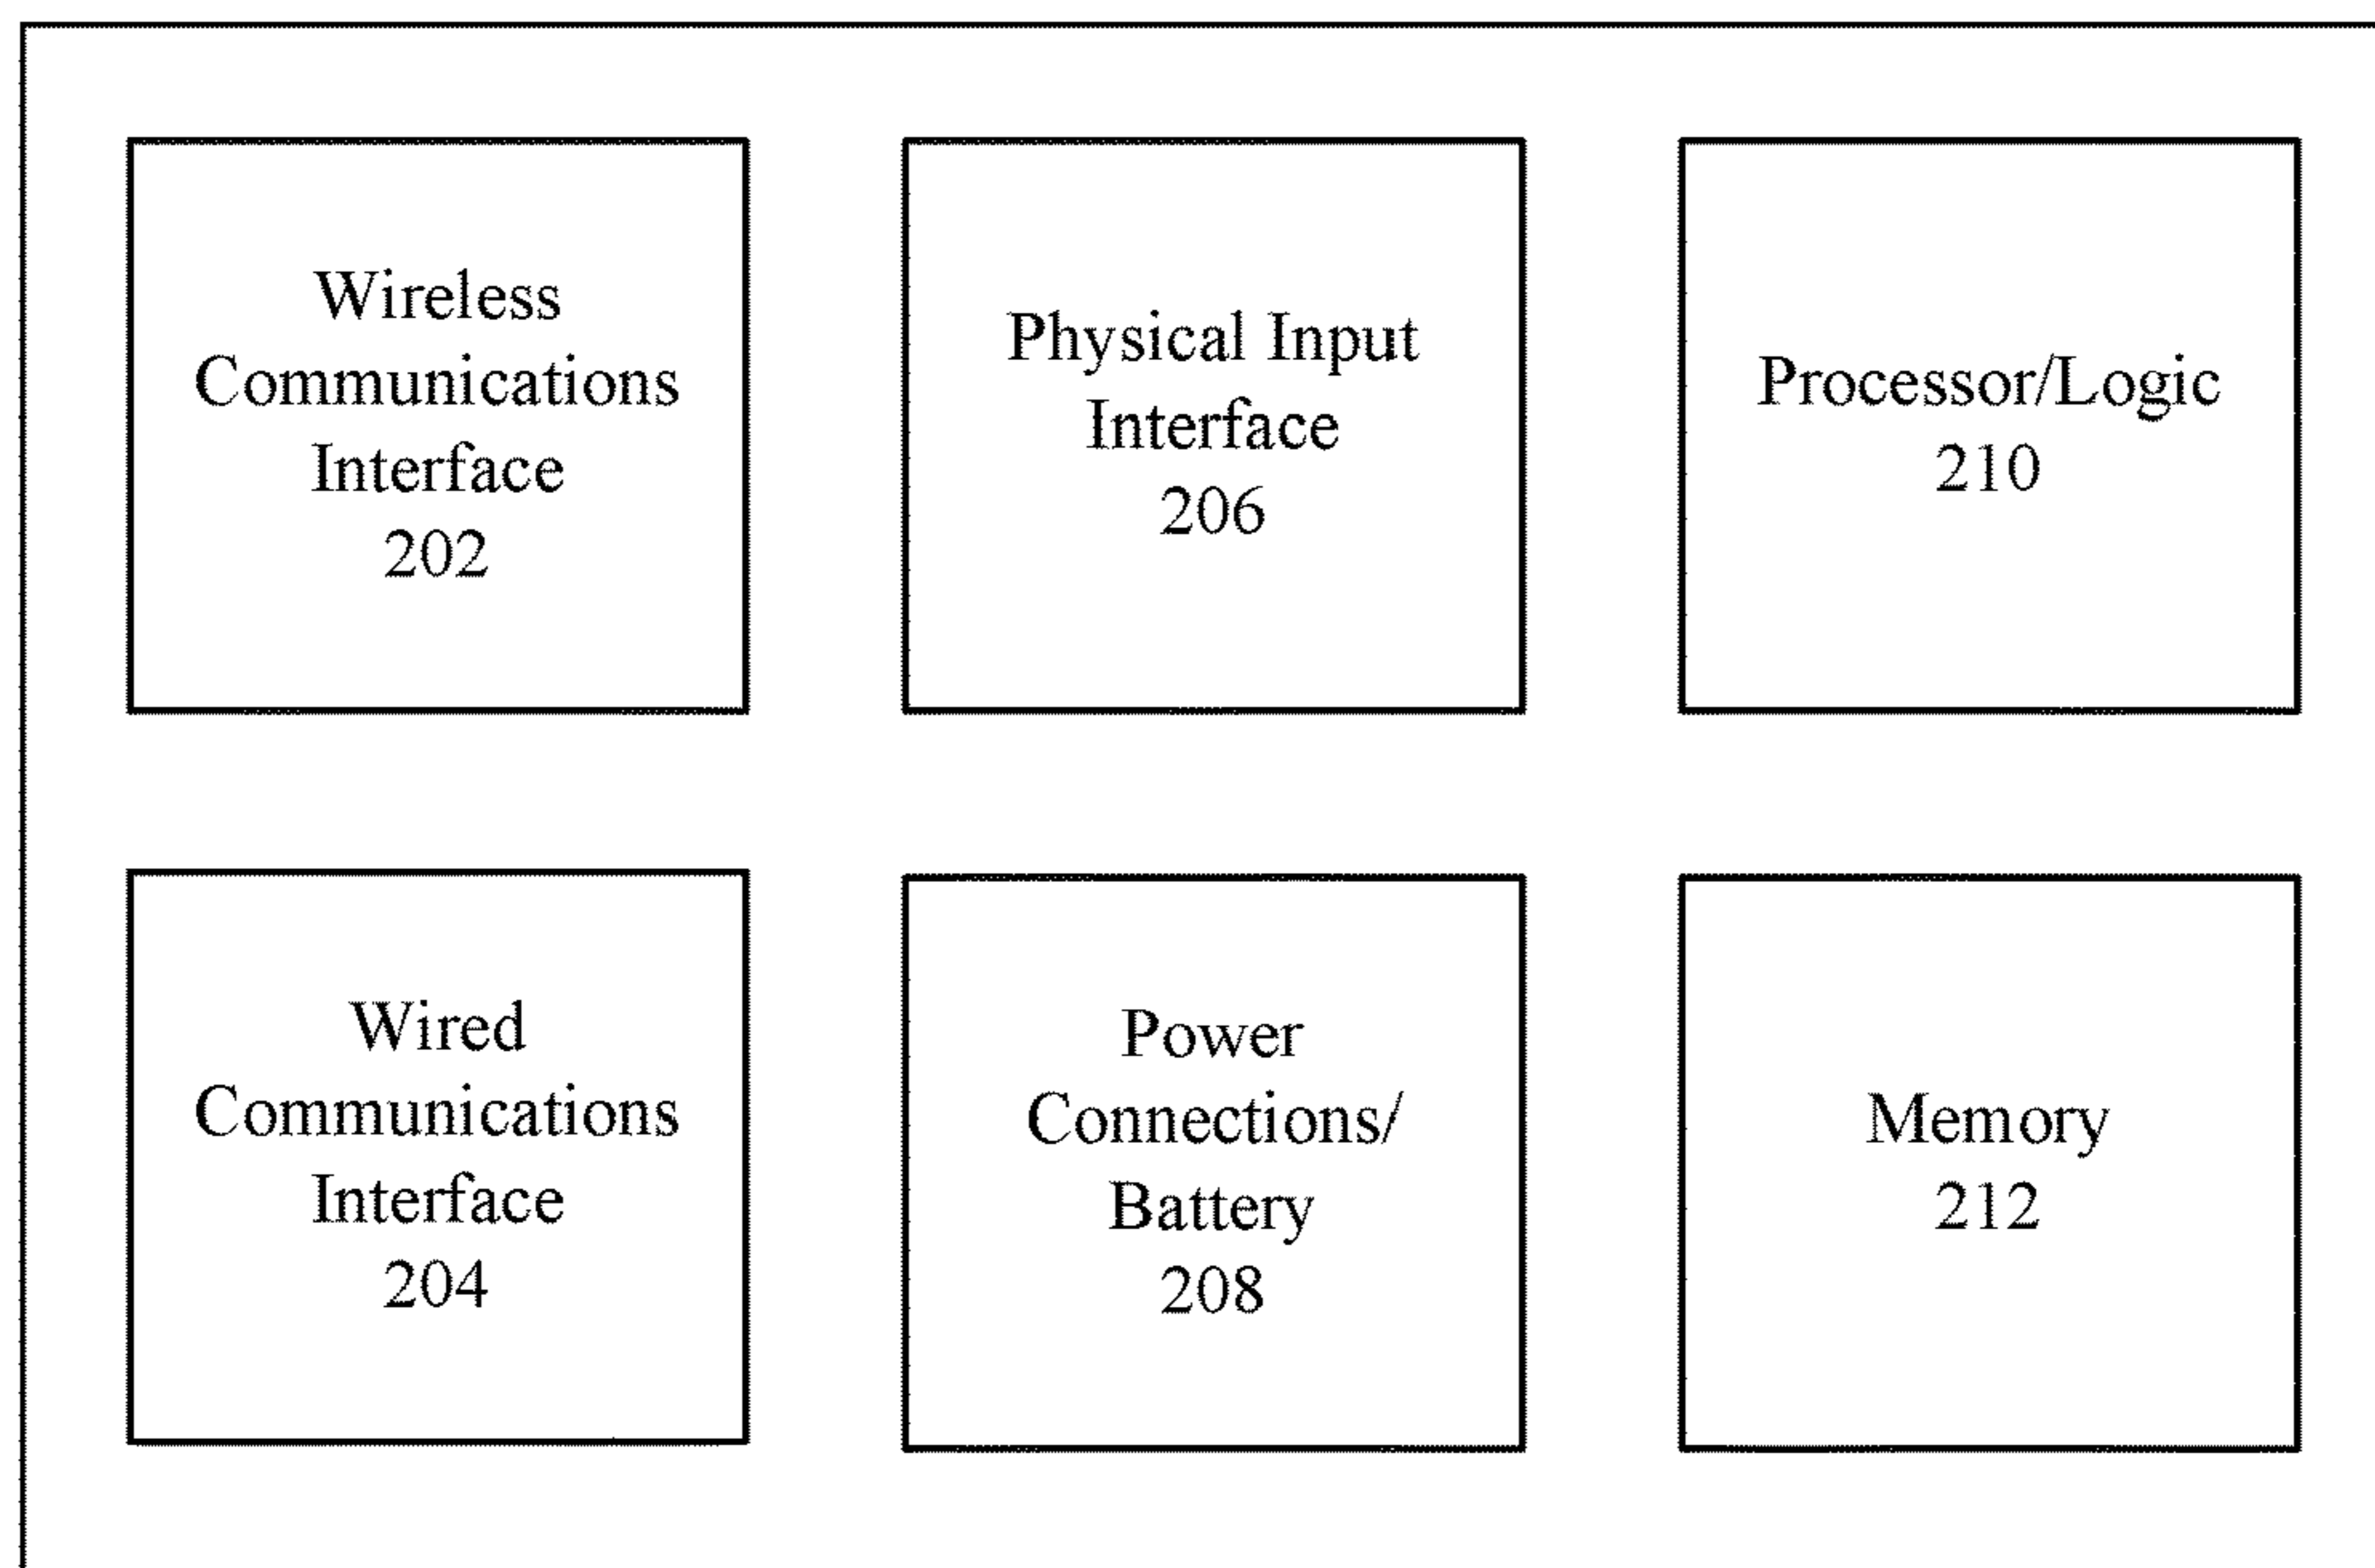 Wireless
Communications
Interface
202
Physical Input
Interface
206
Processor/Logic
210
Wired
Communications
Interface
204
Power
Connections/
Battery
208
Memory
212